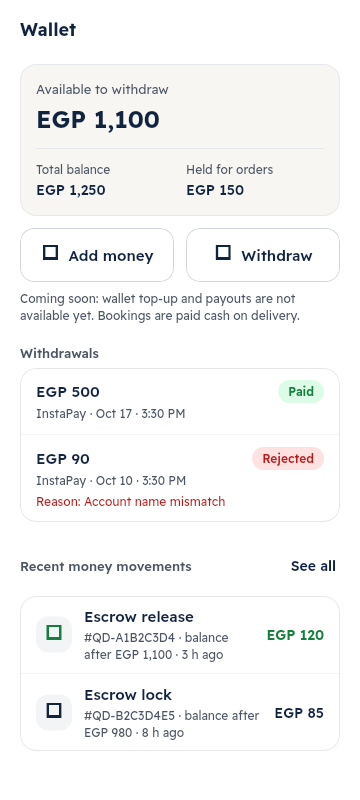 Wallet
Available to withdraw
EGP 1,100
Total balance
Held for orders
EGP 1,250
EGP 150
Add money
Withdraw
Coming soon: wallet top-up and payouts are not
available yet. Bookings are paid cash on delivery.
Withdrawals
EGP 500
Paid
InstaPay · Oct 17 · 3:30 PM
EGP 90
Rejected
InstaPay · Oct 10 · 3:30 PM
Reason: Account name mismatch
Recent money movements
See all
Escrow release
#QD-A1B2C3D4 · balance
after EGP 1,100 · 3 h ago
EGP 120
Escrow lock
#QD-B2C3D4E5 · balance after
EGP 980 · 8 h ago
EGP 85